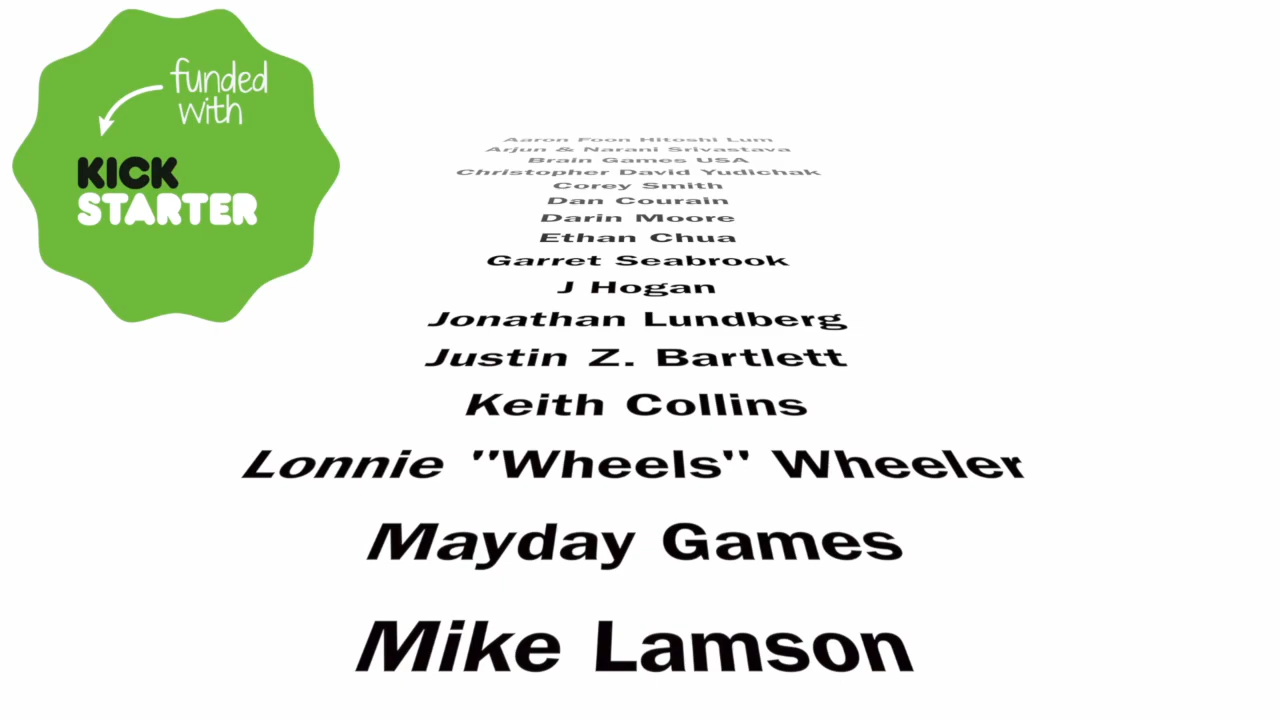 funded
with
KICK
STARTER
Aaron Foon Hitoshi Lum
Arjun & Narani Srivastava
Brain Games USA
Christopher David Yudichak
Corey Smith
Dan Courain
Darin Moore
Ethan Chua
Garret Seabrook
J Hogan
Jonathan Lundberg
Justin Z. Bartlett
Keith Collins
Lonnie "Wheels" Wheeler
Mayday Games
Mike Lamson